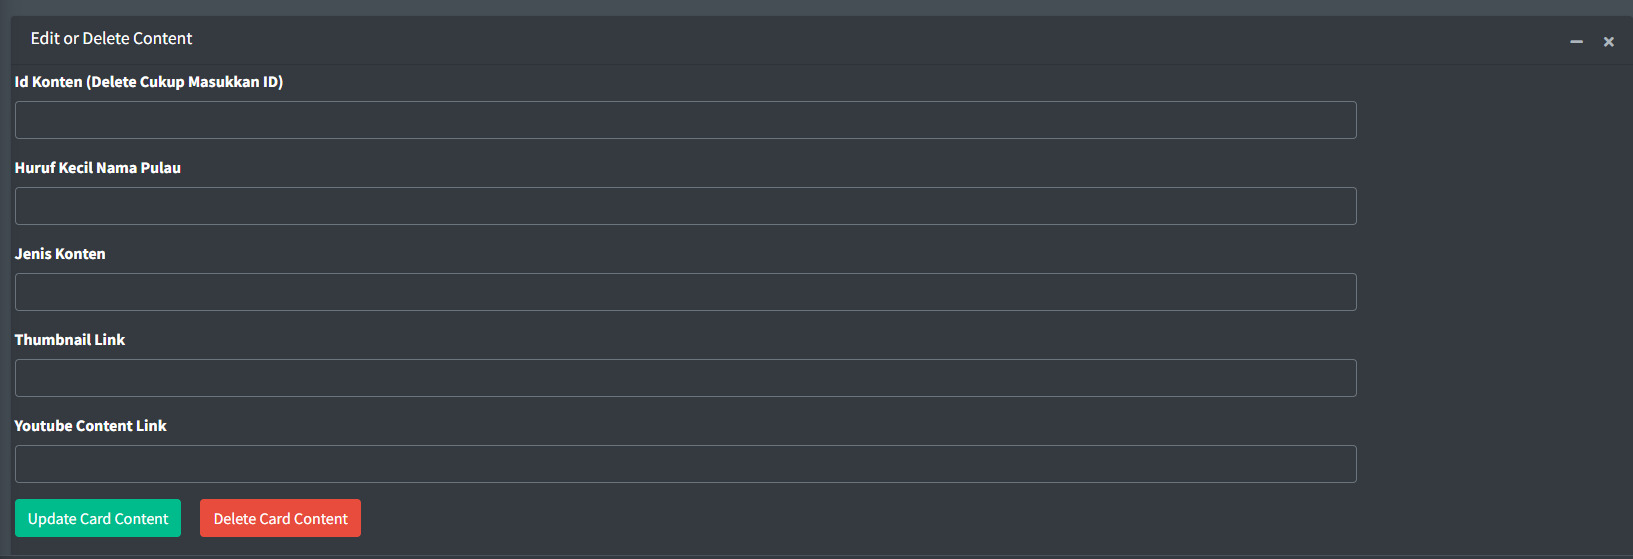 Edit or Delete Content
Id Konten (Delete Cukup Masukkan ID)
Huruf Kecil Nama Pulau
Jenis Konten
Thumbnail Link
Youtube Content Link
Update Card Content Delete Card Content